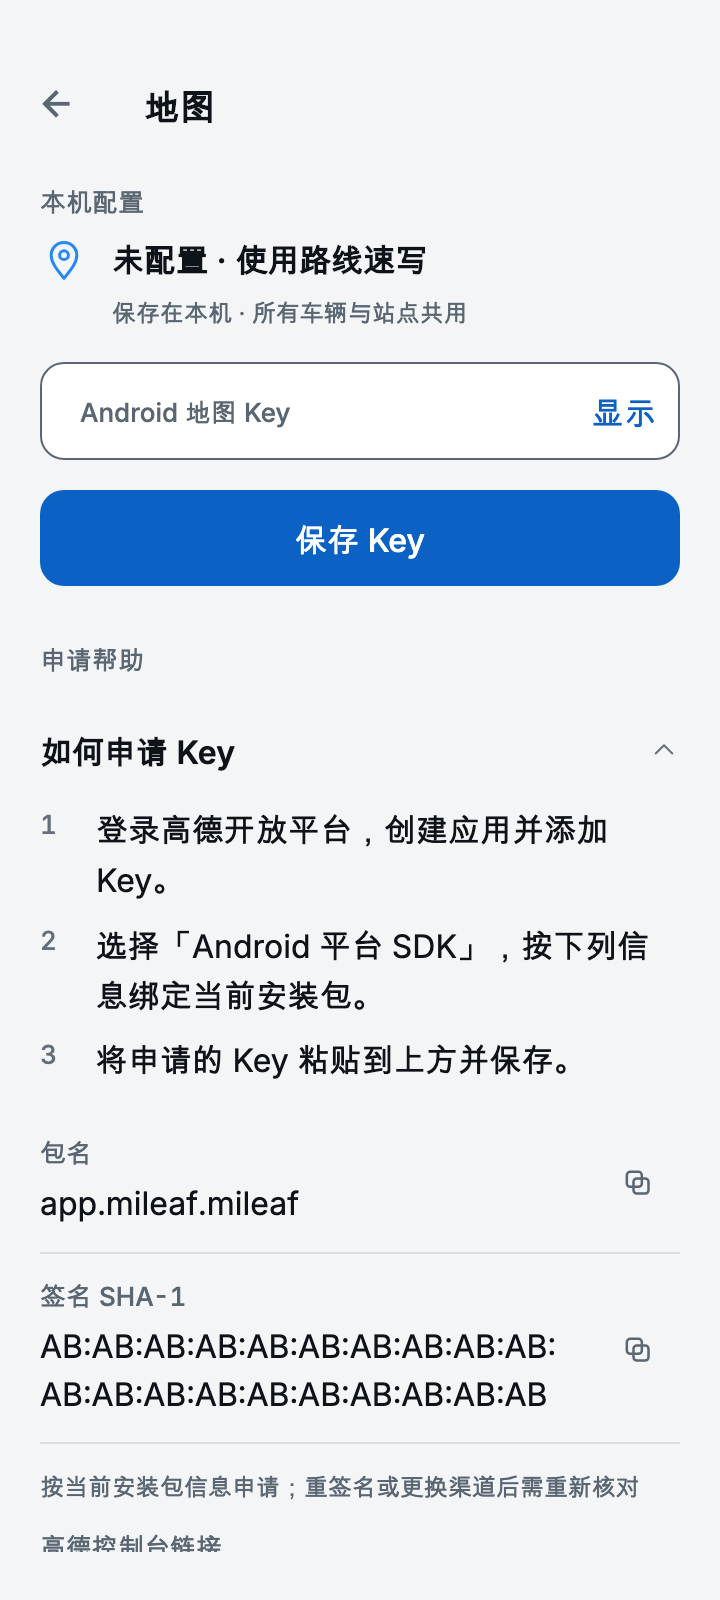 地图
本机配置
未配置 · 使用路线速写
保存在本机 · 所有车辆与站点共用
Android 地图 Key
显示
保存 Key
申请帮助
如何申请 Key
1 登录高德开放平台，创建应用并添加
Key。
2 选择「Android 平台 SDK」，按下列信
息绑定当前安装包。
3 将申请的 Key 粘贴到上方并保存。
包名
app.mileaf.mileaf
签名 SHA-1
AB:AB:AB:AB:AB:AB:AB:AB:AB:AB:
AB:AB:AB:AB:AB:AB:AB:AB:AB:AB
按当前安装包信息申请；重签名或更换渠道后需重新核对
高德控制台链接